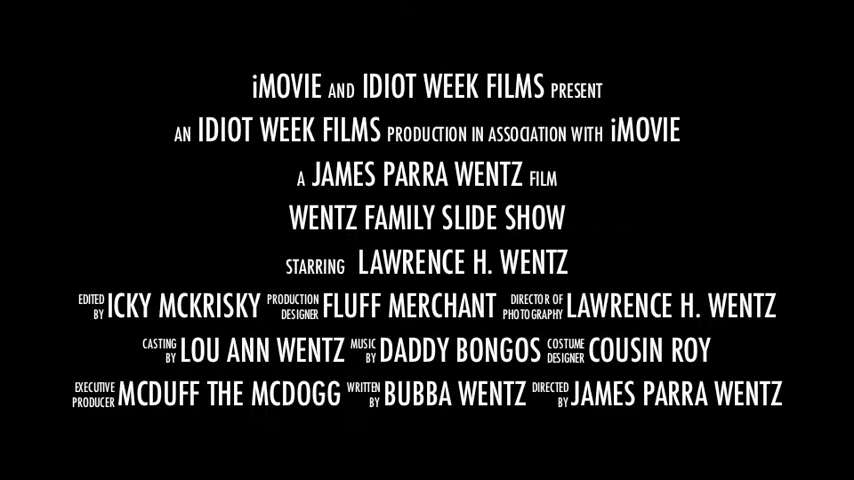 iMOVIE AND IDIOT WEEK FILMS PRESENT
AN IDIOT WEEK FILMS PRODUCTION IN ASSOCIATION WITH iMOVIE
A JAMES PARRA WENTZ FILM
WENTZ FAMILY SLIDE SHOW
STARRING LAWRENCE H. WENTZ
EDITED BY ICKY MCKRISKY PRODUCTION DESIGNER FLUFF MERCHANT DIRECTOR OF PHOTOGRAPHY LAWRENCE H. WENTZ
CASTING BY LOU ANN WENTZ MUSIC BY DADDY BONGOS COSTUME DESIGNER COUSIN ROY
EXECUTIVE PRODUCER MCDUFF THE MCDOGG WRITTEN BY BUBBA WENTZ DIRECTED BY JAMES PARRA WENTZ